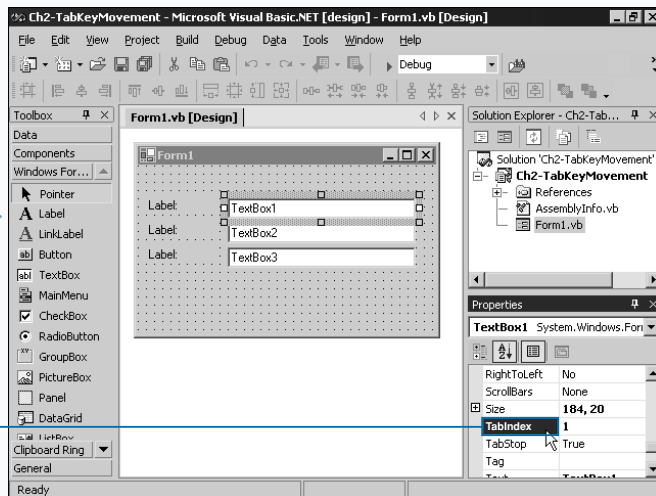 Ch2-TabKeyMovement - Microsoft Visual Basic.NET [design] - Form1.vb [Design]
File Edit View Project Build Debug Data Tools Window Help
Debug
Toolbox
Data
Components
Windows For...
Pointer
Label
LinkLabel
Button
TextBox
MainMenu
CheckBox
RadioButton
GroupBox
PictureBox
Panel
DataGrid
ListBox
Clipboard Ring
General
Form1.vb [Design]
Form1
Label: TextBox1
Label: TextBox2
Label: TextBox3
Solution Explorer - Ch2-Tab...
Solution 'Ch2-TabKeyMovement'
Ch2-TabKeyMovement
References
AssemblyInfo.vb
Form1.vb
Properties
TextBox1 System.Windows.Forn
RightToLeft No
ScrollBars None
Size 184, 20
TabIndex 1
TabStop True
Tag
Text TextBox1
Ready